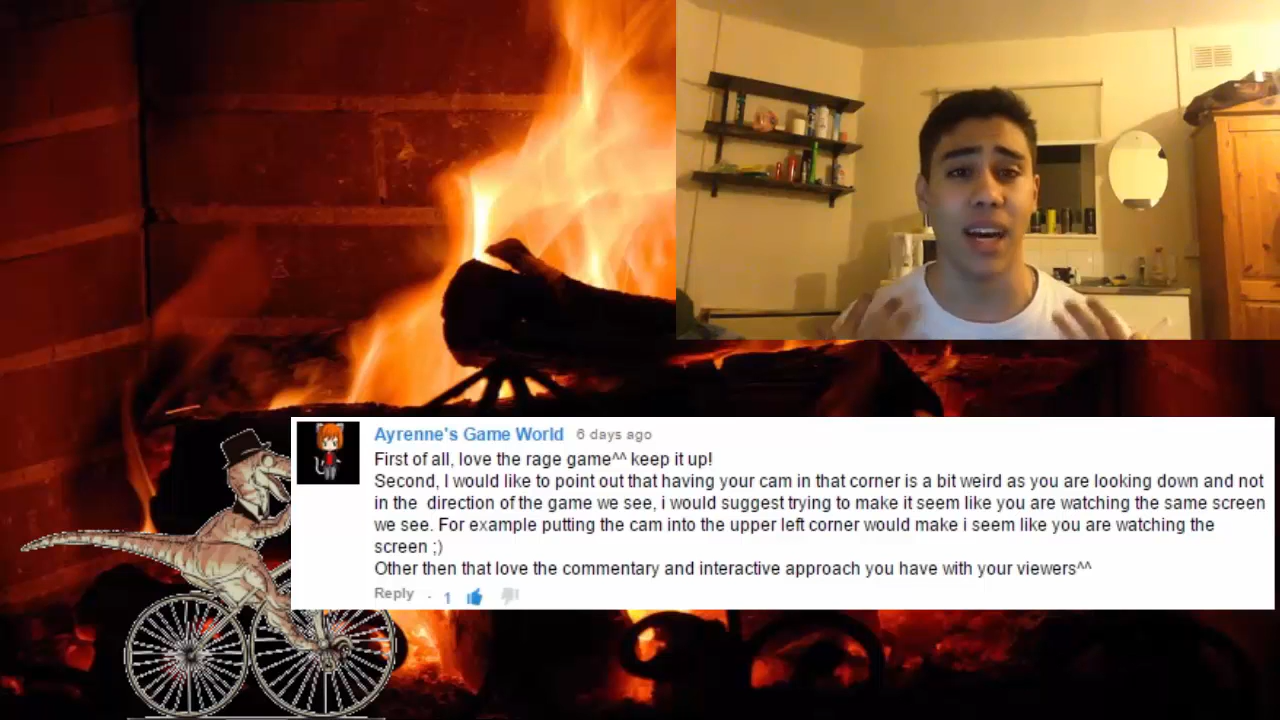 Ayrenne's Game World 6 days ago
First of all, love the rage game^^ keep it up!
Second, I would like to point out that having your cam in that corner is a bit weird as you are looking down and not
in the direction of the game we see, i would suggest trying to make it seem like you are watching the same screen
we see. For example putting the cam into the upper left corner would make i seem like you are watching the
screen ;)
Other then that love the commentary and interactive approach you have with your viewers^^
Reply . 1